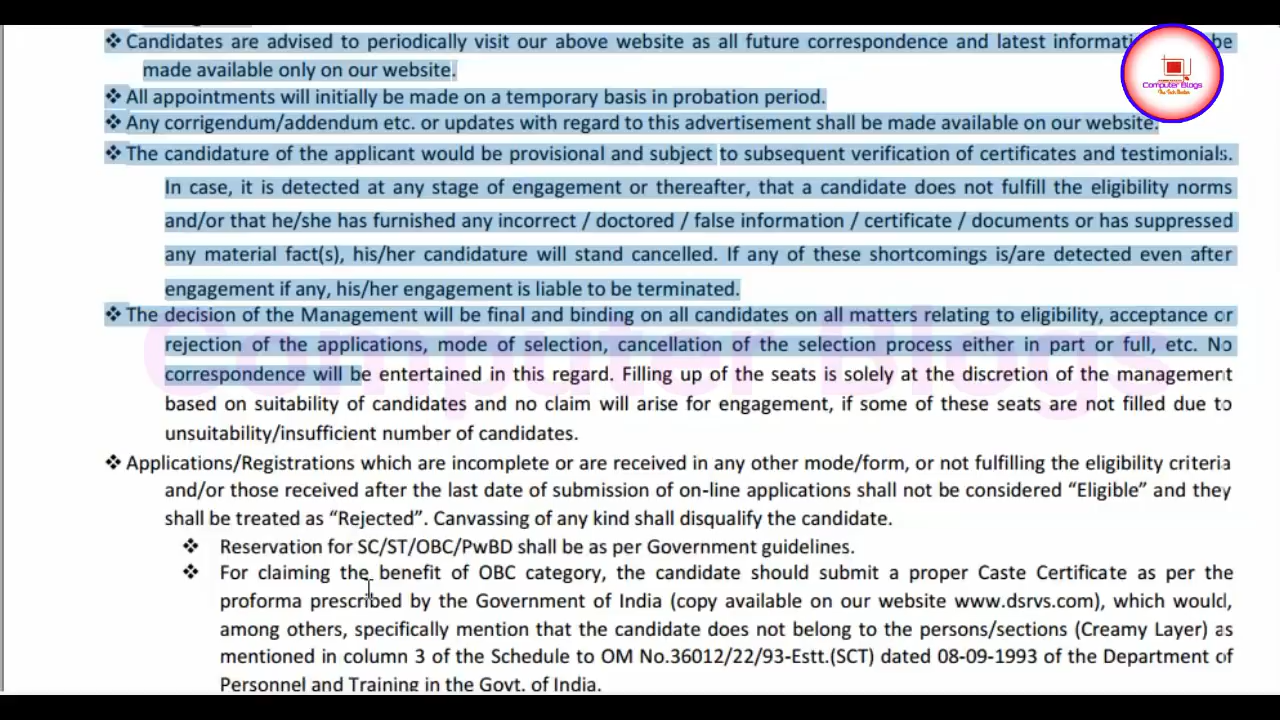 ❖ Candidates are advised to periodically visit our above website as all future correspondence and latest be
made available only on our website.
❖ All appointments will initially be made on a temporary basis in probation period.
❖ Any corrigendum/addendum etc. or updates with regard to this advertisement shall be made available on our website.
❖ The candidature of the applicant would be provisional and subject to subsequent verification of certificates and testimonials.
In case, it is detected at any stage of engagement or thereafter, that a candidate does not fulfill the eligibility norms
and/or that he/she has furnished any incorrect / doctored / false information / certificate / documents or has suppressed
any material fact(s), his/her candidature will stand cancelled. If any of these shortcomings is/are detected even after
engagement if any, his/her engagement is liable to be terminated.
❖ The decision of the Management will be final and binding on all candidates on all matters relating to eligibility, acceptance or
rejection of the applications, mode of selection, cancellation of the selection process either in part or full, etc. No
correspondence will be entertained in this regard. Filling up of the seats is solely at the discretion of the management
based on suitability of candidates and no claim will arise for engagement, if some of these seats are not filled due to
unsuitability/insufficient number of candidates.
❖ Applications/Registrations which are incomplete or are received in any other mode/form, or not fulfilling the eligibility criteria
and/or those received after the last date of submission of on-line applications shall not be considered “Eligible” and they
shall be treated as “Rejected”. Canvassing of any kind shall disqualify the candidate.
❖ Reservation for SC/ST/OBC/PwBD shall be as per Government guidelines.
❖ For claiming the benefit of OBC category, the candidate should submit a proper Caste Certificate as per the
proforma prescribed by the Government of India (copy available on our website www.dsrvs.com), which would,
among others, specifically mention that the candidate does not belong to the persons/sections (Creamy Layer) as
mentioned in column 3 of the Schedule to OM No.36012/22/93-Estt.(SCT) dated 08-09-1993 of the Department of
Personnel and Training in the Govt. of India.
Computer Blogs
Computer Blogs